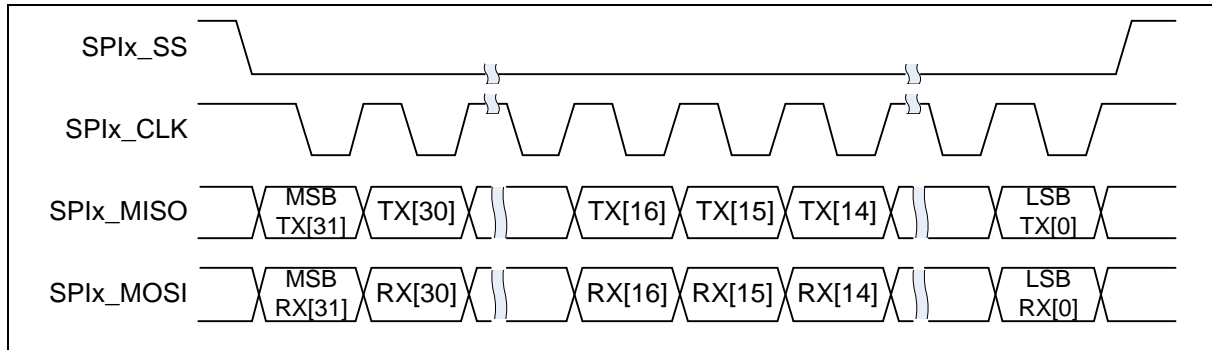 SPIx_SS
SPIx_CLK
SPIx_MISO
MSB
TX[31]
TX[30]
TX[16]
TX[15]
TX[14]
LSB
TX[0]
SPIx_MOSI
MSB
RX[31]
RX[30]
RX[16]
RX[15]
RX[14]
LSB
RX[0]